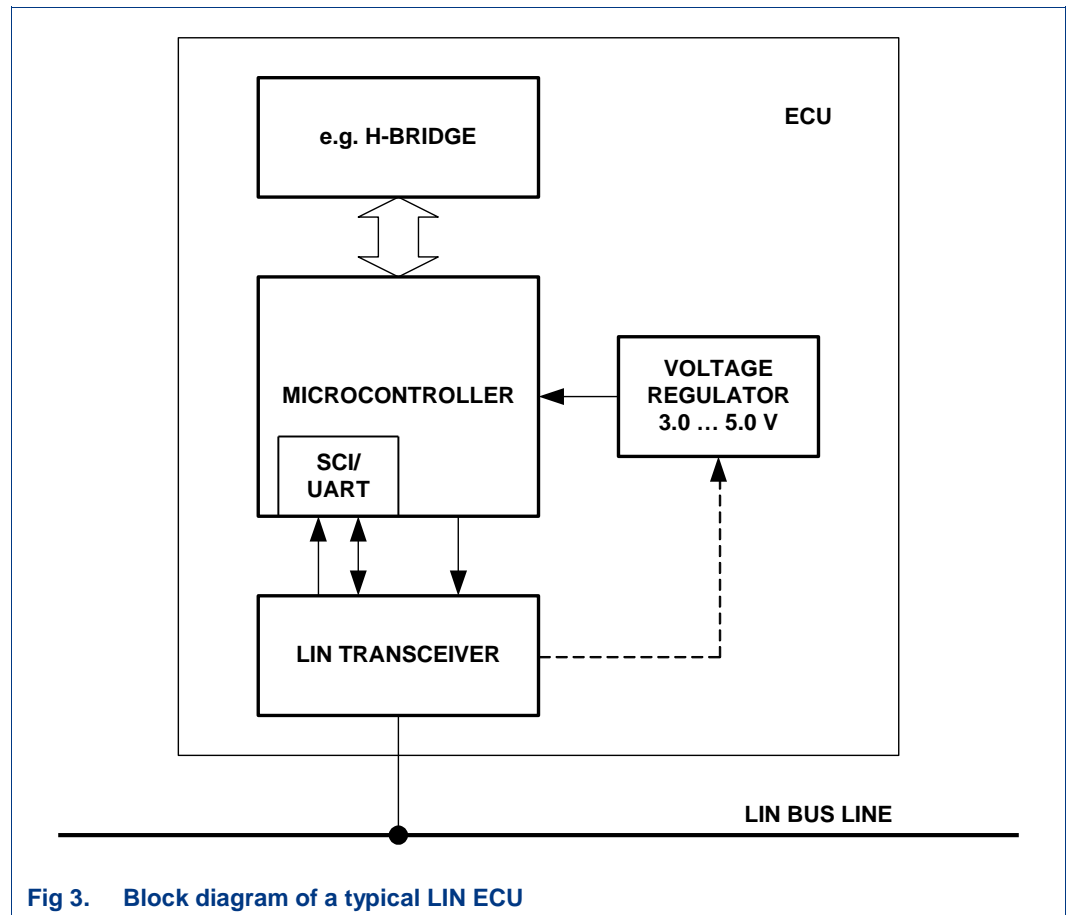 e.g. H-BRIDGE
ECU
MICROCONTROLLER
VOLTAGE
REGULATOR
3.0 … 5.0 V
SCI/
UART
LIN TRANSCEIVER
LIN BUS LINE
Fig 3. Block diagram of a typical LIN ECU